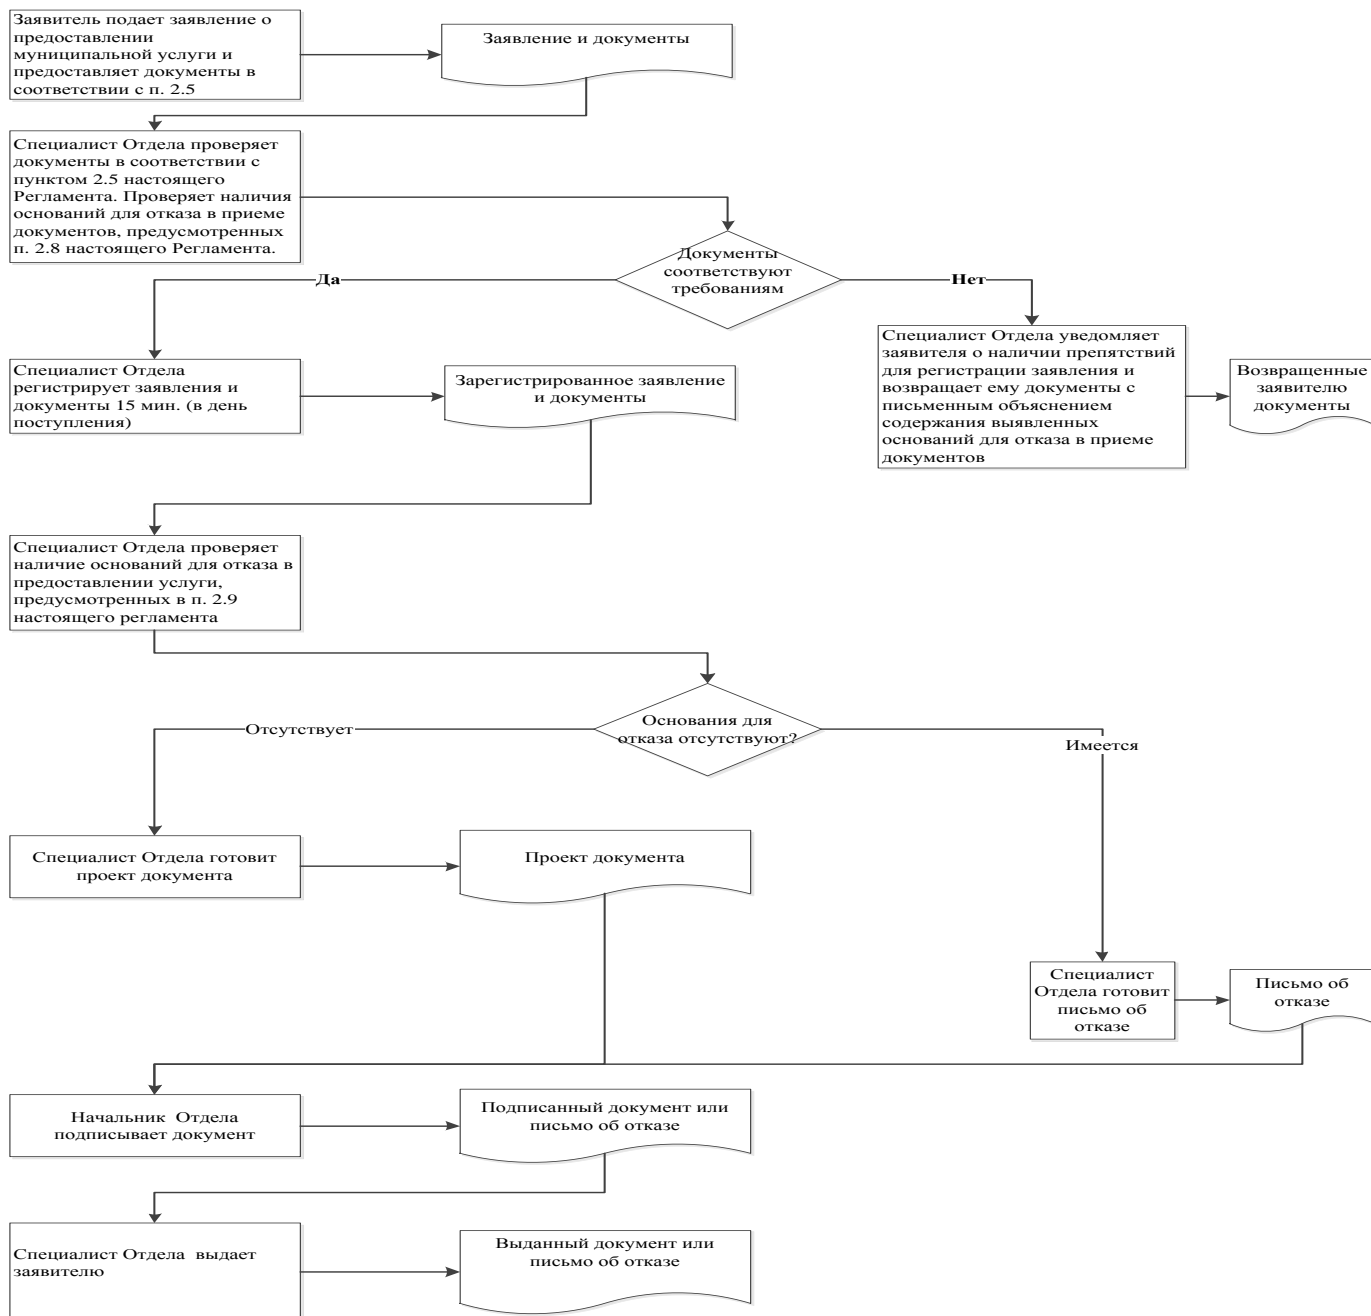 Заявитель подает заявление о
предоставлении
муниципальной услуги и
предоставляет документы в
соответствии с п. 2.5
Заявление и документы
Специалист Отдела проверяет
документы в соответствии с
пунктом 2.5 настоящего
Регламента. Проверяет наличия
оснований для отказа в приеме
документов, предусмотренных
п. 2.8 настоящего Регламента.
Документы
соответствуют
требованиям
Да
Нет
Специалист Отдела
регистрирует заявления и
документы 15 мин. (в день
поступления)
Зарегистрированное заявление
и документы
Специалист Отдела уведомляет
заявителя о наличии препятствий
для регистрации заявления и
возвращает ему документы с
письменным объяснением
содержания выявленных
оснований для отказа в приеме
документов
Возвращенные
заявителю
документы
Специалист Отдела проверяет
наличие оснований для отказа в
предоставлении услуги,
предусмотренных в п. 2.9
настоящего регламента
Основания для
отказа отсутствуют?
Отсутствует
Имеется
Специалист Отдела готовит
проект документа
Проект документа
Специалист
Отдела готовит
письмо об
отказе
Письмо об
отказе
Начальник  Отдела
подписывает документ
Подписанный документ или
письмо об отказе
Специалист Отдела  выдает
заявителю
Выданный документ или
письмо об отказе